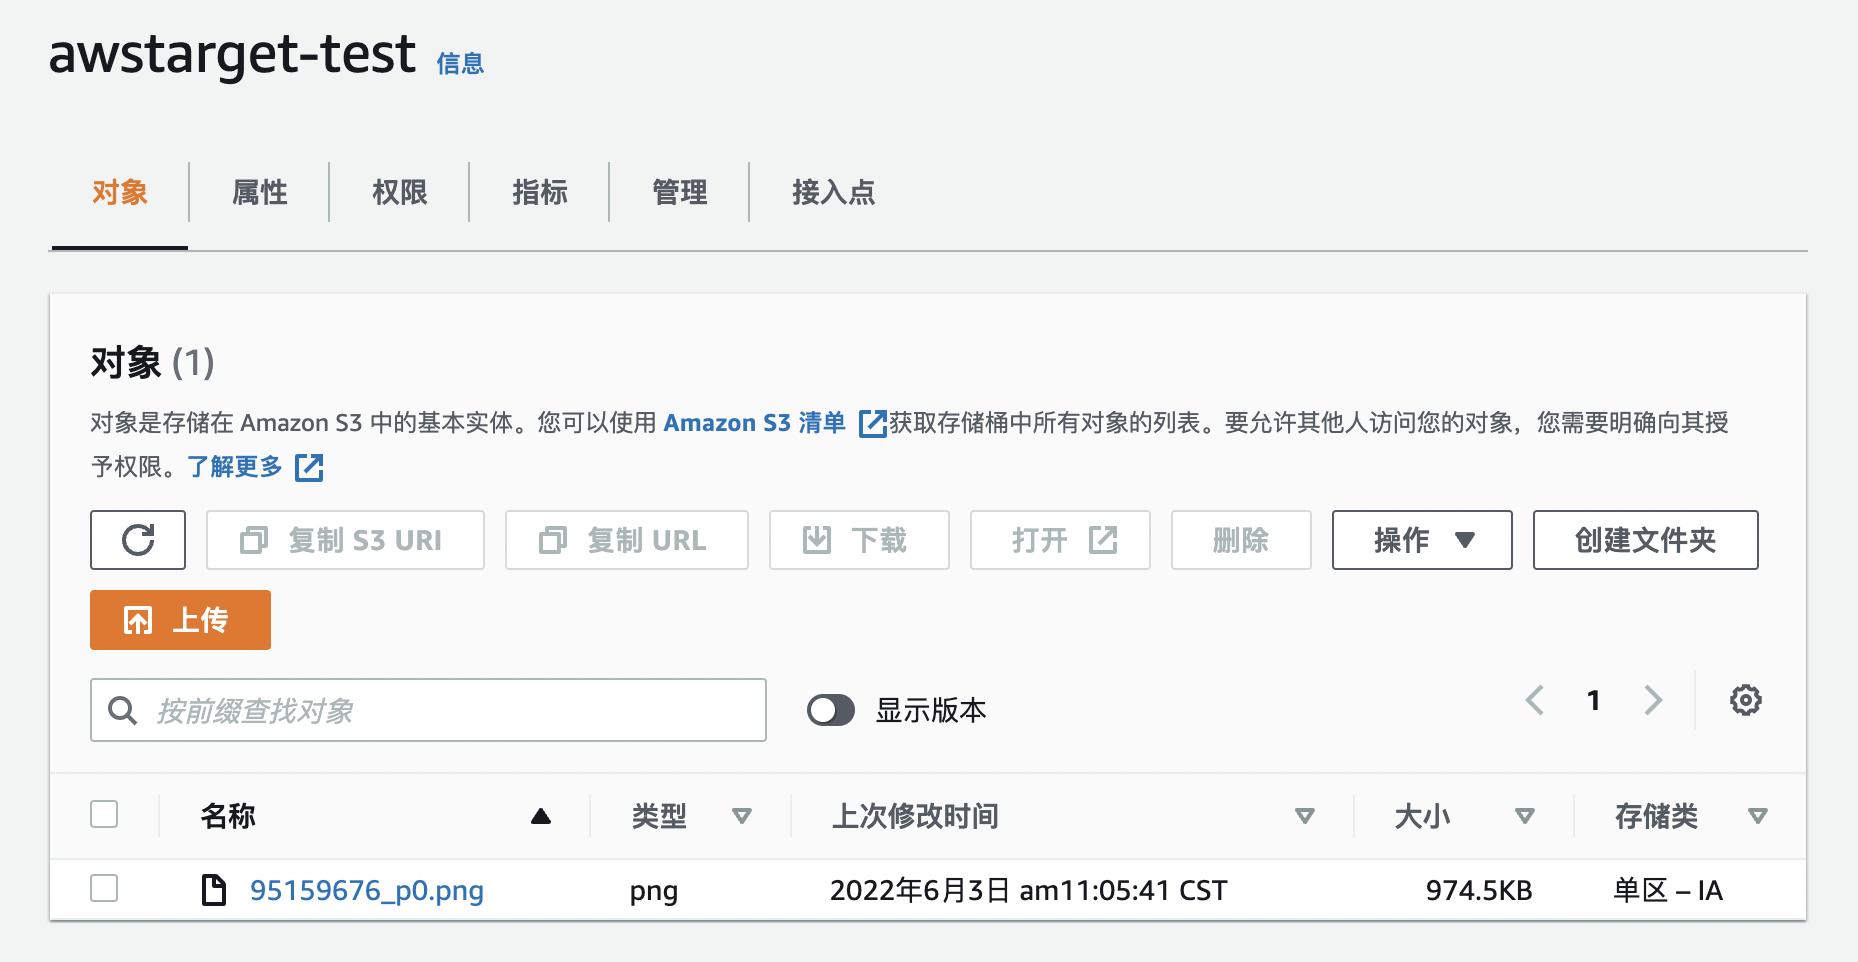 awstarget-test 信息
对象 属性 权限 指标 管理 接入点
对象 (1)
对象是存储在 Amazon S3 中的基本实体。您可以使用 Amazon S3 清单 获取存储桶中所有对象的列表。要允许其他人访问您的对象，您需要明确向其授
予权限。了解更多
复制 S3 URI 复制 URL 下载 打开 删除 操作 创建文件夹
上传
按前缀查找对象 显示版本 1
名称 类型 上次修改时间 大小 存储类
95159676_p0.png png 2022年6月3日 am11:05:41 CST 974.5KB 单区 – IA